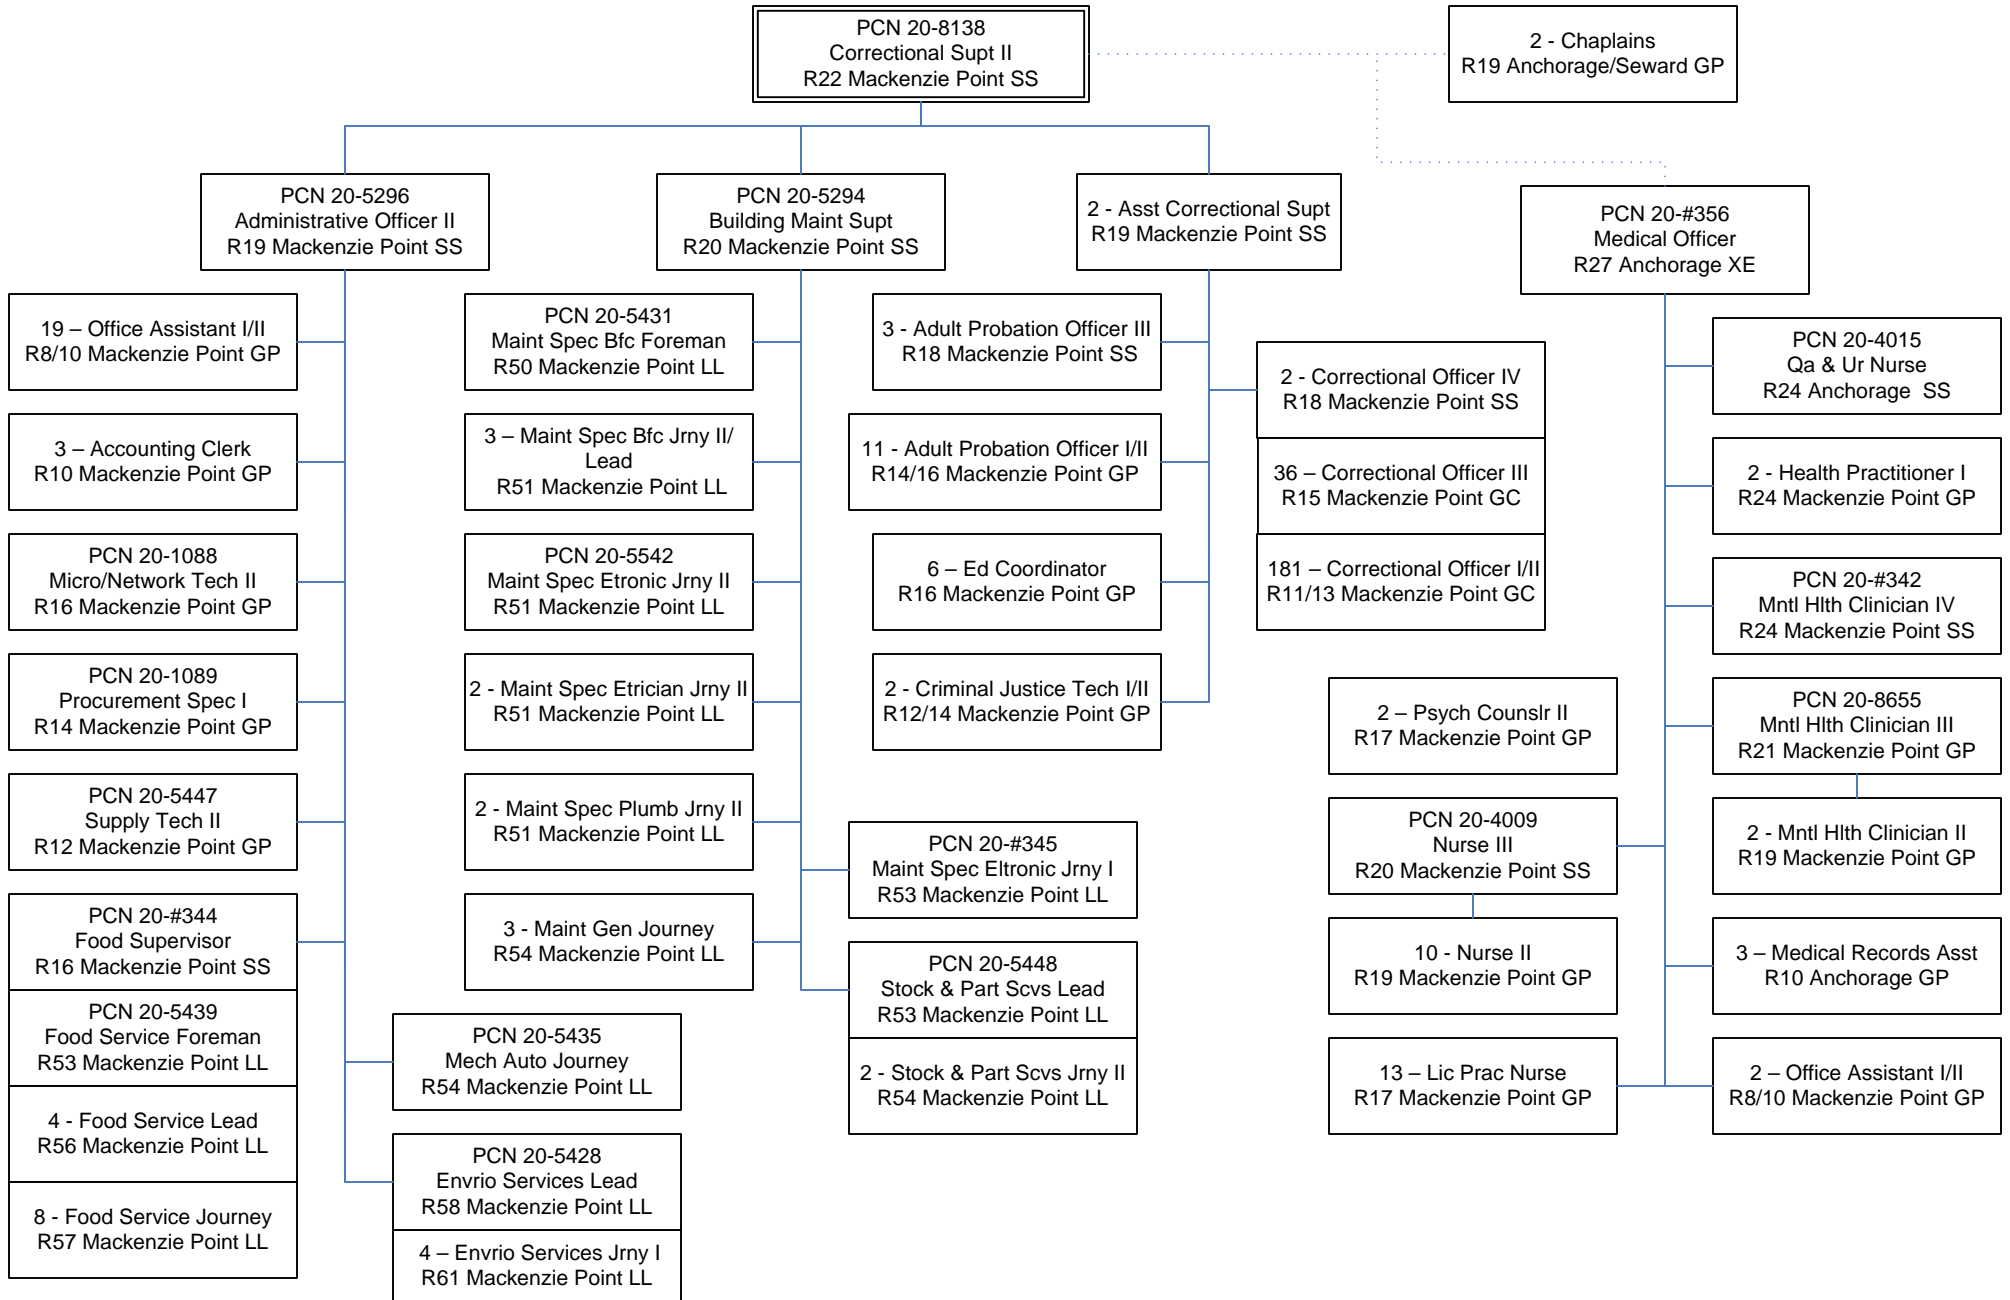 PCN 20-8138
Correctional Supt II
R22 Mackenzie Point SS
2 - Chaplains
R19 Anchorage/Seward GP
PCN 20-5296
Administrative Officer II
R19 Mackenzie Point SS
PCN 20-5294
Building Maint Supt
R20 Mackenzie Point SS
2 - Asst Correctional Supt
R19 Mackenzie Point SS
PCN 20-#356
Medical Officer
R27 Anchorage XE
19 – Office Assistant I/II
R8/10 Mackenzie Point GP
3 – Accounting Clerk
R10 Mackenzie Point GP
PCN 20-1088
Micro/Network Tech II
R16 Mackenzie Point GP
PCN 20-1089
Procurement Spec I
R14 Mackenzie Point GP
PCN 20-5447
Supply Tech II
R12 Mackenzie Point GP
PCN 20-#344
Food Supervisor
R16 Mackenzie Point SS
PCN 20-5439
Food Service Foreman
R53 Mackenzie Point LL
4 - Food Service Lead
R56 Mackenzie Point LL
8 - Food Service Journey
R57 Mackenzie Point LL
PCN 20-5435
Mech Auto Journey
R54 Mackenzie Point LL
PCN 20-5428
Envrio Services Lead
R58 Mackenzie Point LL
4 – Envrio Services Jrny I
R61 Mackenzie Point LL
PCN 20-5431
Maint Spec Bfc Foreman
R50 Mackenzie Point LL
3 – Maint Spec Bfc Jrny II/
Lead
R51 Mackenzie Point LL
PCN 20-5542
Maint Spec Etronic Jrny II
R51 Mackenzie Point LL
2 - Maint Spec Etrician Jrny II
R51 Mackenzie Point LL
2 - Maint Spec Plumb Jrny II
R51 Mackenzie Point LL
3 - Maint Gen Journey
R54 Mackenzie Point LL
PCN 20-#345
Maint Spec Eltronic Jrny I
R53 Mackenzie Point LL
PCN 20-5448
Stock & Part Scvs Lead
R53 Mackenzie Point LL
2 - Stock & Part Scvs Jrny II
R54 Mackenzie Point LL
3 - Adult Probation Officer III
R18 Mackenzie Point SS
11 - Adult Probation Officer I/II
R14/16 Mackenzie Point GP
6 – Ed Coordinator
R16 Mackenzie Point GP
2 - Criminal Justice Tech I/II
R12/14 Mackenzie Point GP
2 - Correctional Officer IV
R18 Mackenzie Point SS
36 – Correctional Officer III
R15 Mackenzie Point GC
181 – Correctional Officer I/II
R11/13 Mackenzie Point GC
PCN 20-4015
Qa & Ur Nurse
R24 Anchorage  SS
2 - Health Practitioner I
R24 Mackenzie Point GP
PCN 20-#342
Mntl Hlth Clinician IV
R24 Mackenzie Point SS
PCN 20-8655
Mntl Hlth Clinician III
R21 Mackenzie Point GP
2 - Mntl Hlth Clinician II
R19 Mackenzie Point GP
3 – Medical Records Asst
R10 Anchorage GP
2 – Office Assistant I/II
R8/10 Mackenzie Point GP
2 – Psych Counslr II
R17 Mackenzie Point GP
PCN 20-4009
Nurse III
R20 Mackenzie Point SS
10 - Nurse II
R19 Mackenzie Point GP
13 – Lic Prac Nurse
R17 Mackenzie Point GP